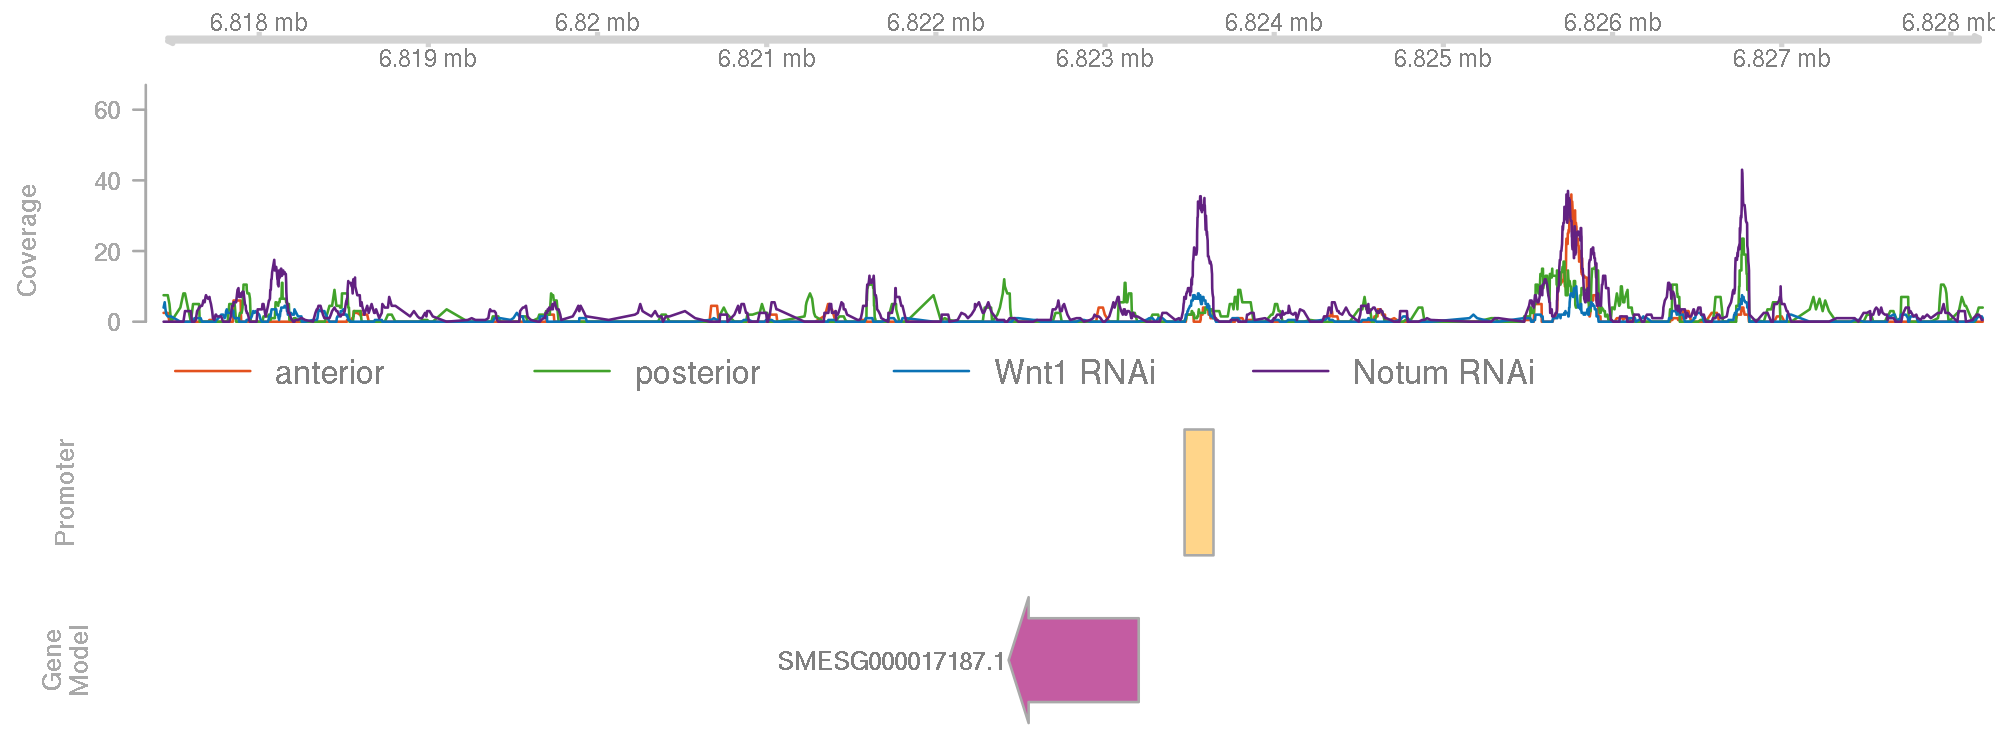 6.818 mb 6.82 mb 6.822 mb 6.824 mb 6.826 mb 6.828 mb
6.819 mb 6.821 mb 6.823 mb 6.825 mb 6.827 mb
Coverage
60
40
20
0
anterior posterior Wnt1 RNAi Notum RNAi
Promoter
Gene
Model
SMESG000017187.1